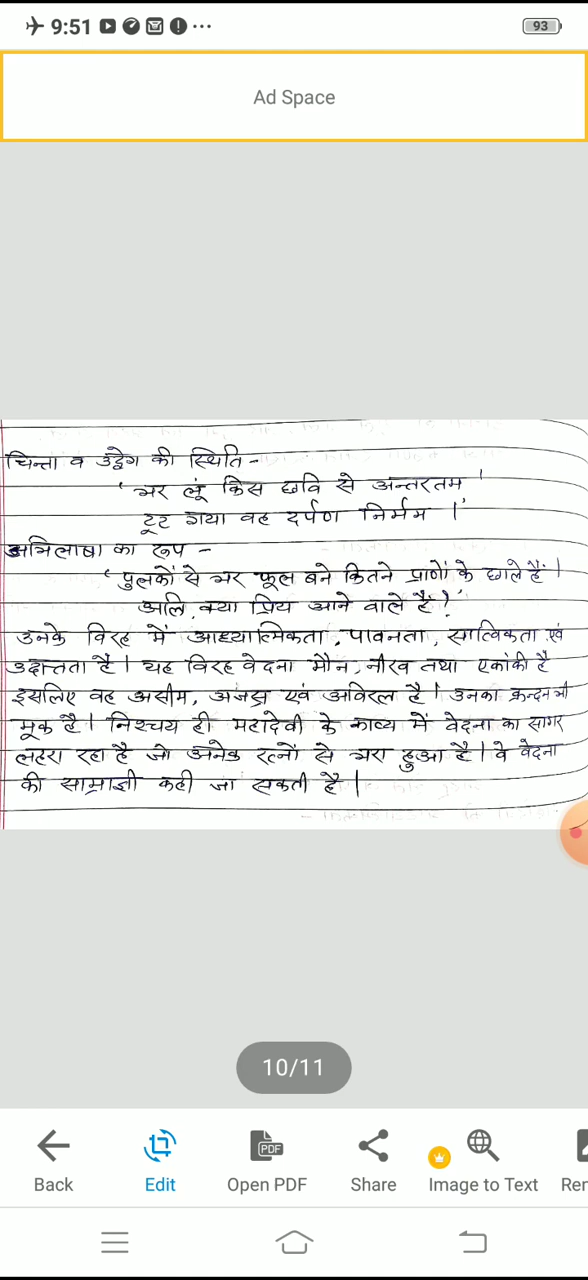 9:51
93
Ad Space
चिन्ता व उद्वेग की स्थिति -
'भर लूं किस छवि से अन्तरतम
टूट गया वह दर्पण निर्मम।'
अभिलाषा का रूप -
'पुलकों से भर फूल बने कितने प्राणों के छाले हैं।
अलि क्या प्रिय आने वाले हैं?'
उनके विरह में आध्यात्मिकता, पावनता, सात्विकता एवं
उदात्तता है। यह विरह वेदना मौन, नीरव तथा एकांकी है
इसलिए वह असीम, अजस्र एवं अविरल है। उनका क्रन्दन भी
मूक है। निश्चय ही महादेवी के काव्य में वेदना का सागर
लहरा रहा है जो अनेक रत्नों से भरा हुआ है। वे वेदना
की साम्राज्ञी कही जा सकती है।
10/11
Back
Edit
Open PDF
Share
Image to Text
Rer